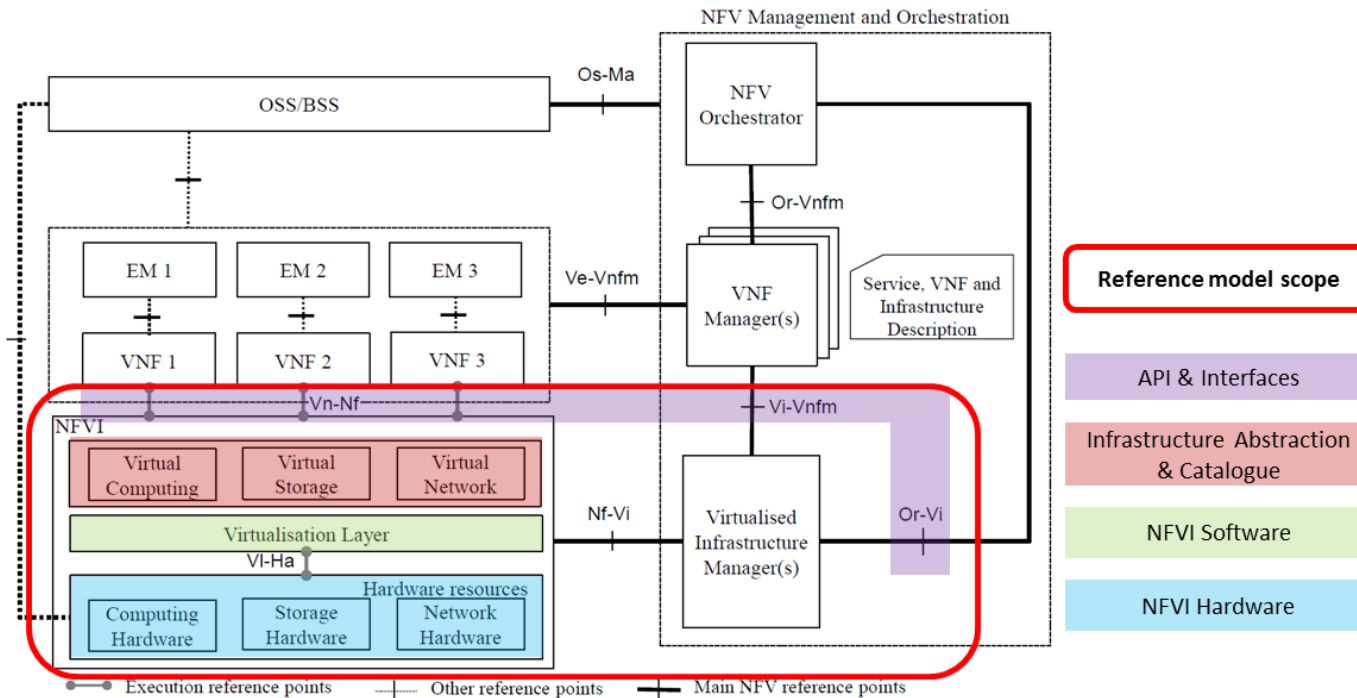 NFV Management and Orchestration
OSS/BSS
Os-Ma
NFV
Orchestrator
Or-Vnfm
EM 1
EM 2
EM 3
Ve-Vnfm
VNF
Manager(s)
Service, VNF and
Infrastructure
Description
VNF 1
VNF 2
VNF 3
Vn-Nf
Vi-Vnfm
NFVI
Virtual
Computing
Virtual
Storage
Virtual
Network
Virtualisation Layer
VI-Ha
Nf-Vi
Virtualised
Infrastructure
Manager(s)
Or-Vi
Hardware resources
Computing
Hardware
Storage
Hardware
Network
Hardware
Execution reference points
Other reference points
Main NFV reference points
Reference model scope
API & Interfaces
Infrastructure Abstraction
& Catalogue
NFVI Software
NFVI Hardware